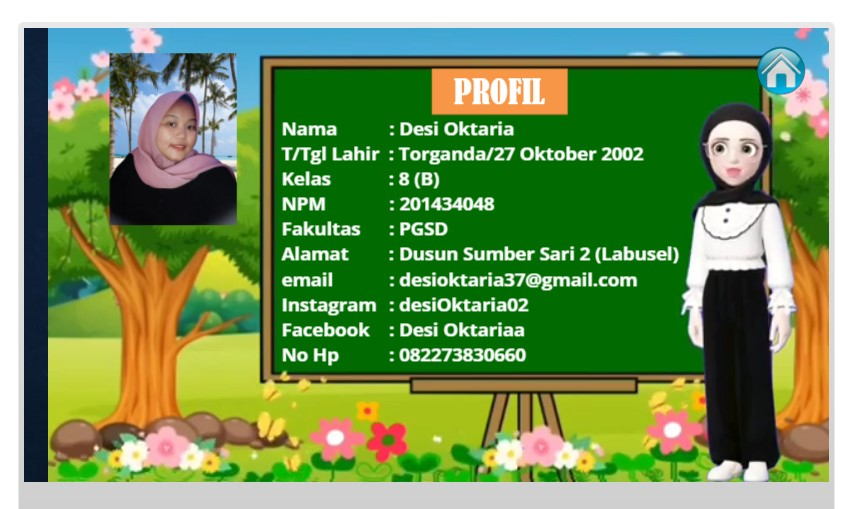 PROFIL
Nama : Desi Oktaria
T/Tgl Lahir : Torganda/27 Oktober 2002
Kelas : 8 (B)
NPM : 201434048
Fakultas : PGSD
Alamat : Dusun Sumber Sari 2 (Labusel)
email : desioktaria37@gmail.com
Instagram : desiOktaria02
Facebook : Desi Oktariaa
No Hp : 082273830660